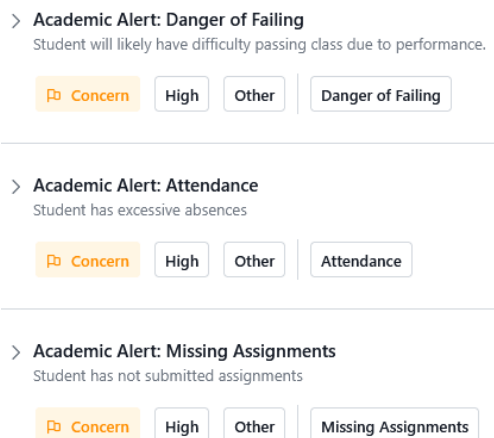 Academic Alert: Danger of Failing
Student will likely have difficulty passing class due to performance.
Concern High Other Danger of Failing
Academic Alert: Attendance
Student has excessive absences
Concern High Other Attendance
Academic Alert: Missing Assignments
Student has not submitted assignments
Concern High Other Missing Assignments